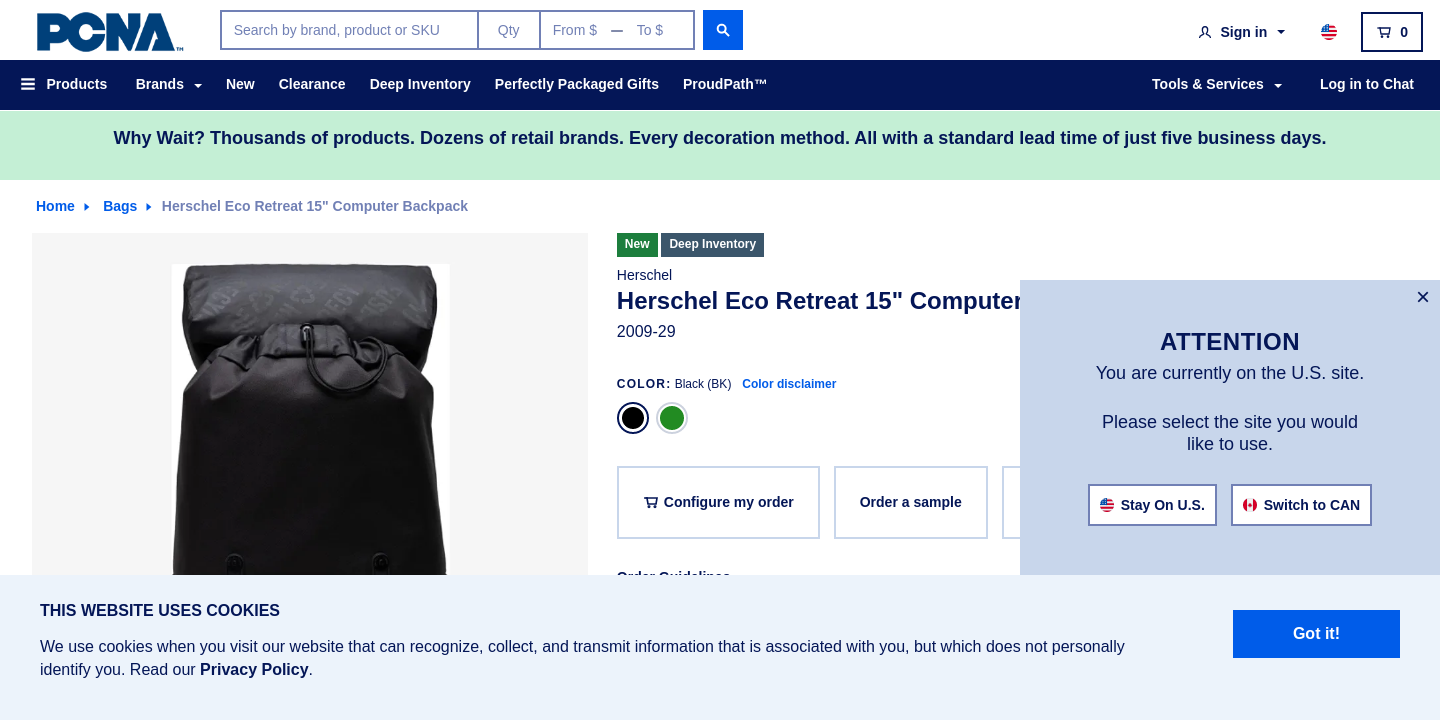 PCNA™
Search by brand, product or SKU
Qty
From $
To $
Sign in
0
Products
Brands
New
Clearance
Deep Inventory
Perfectly Packaged Gifts
ProudPath™
Tools & Services
Log in to Chat
Why Wait? Thousands of products. Dozens of retail brands. Every decoration method. All with a standard lead time of just five business days.
Home
Bags
Herschel Eco Retreat 15" Computer Backpack
New
Deep Inventory
Herschel
Herschel Eco Retreat 15" Computer
2009-29
COLOR: Black (BK) Color disclaimer
Configure my order
Order a sample
Order Guidelines
×
ATTENTION
You are currently on the U.S. site.
Please select the site you would
like to use.
Stay On U.S.
Switch to CAN
THIS WEBSITE USES COOKIES
We use cookies when you visit our website that can recognize, collect, and transmit information that is associated with you, but which does not personally
identify you. Read our Privacy Policy.
Got it!